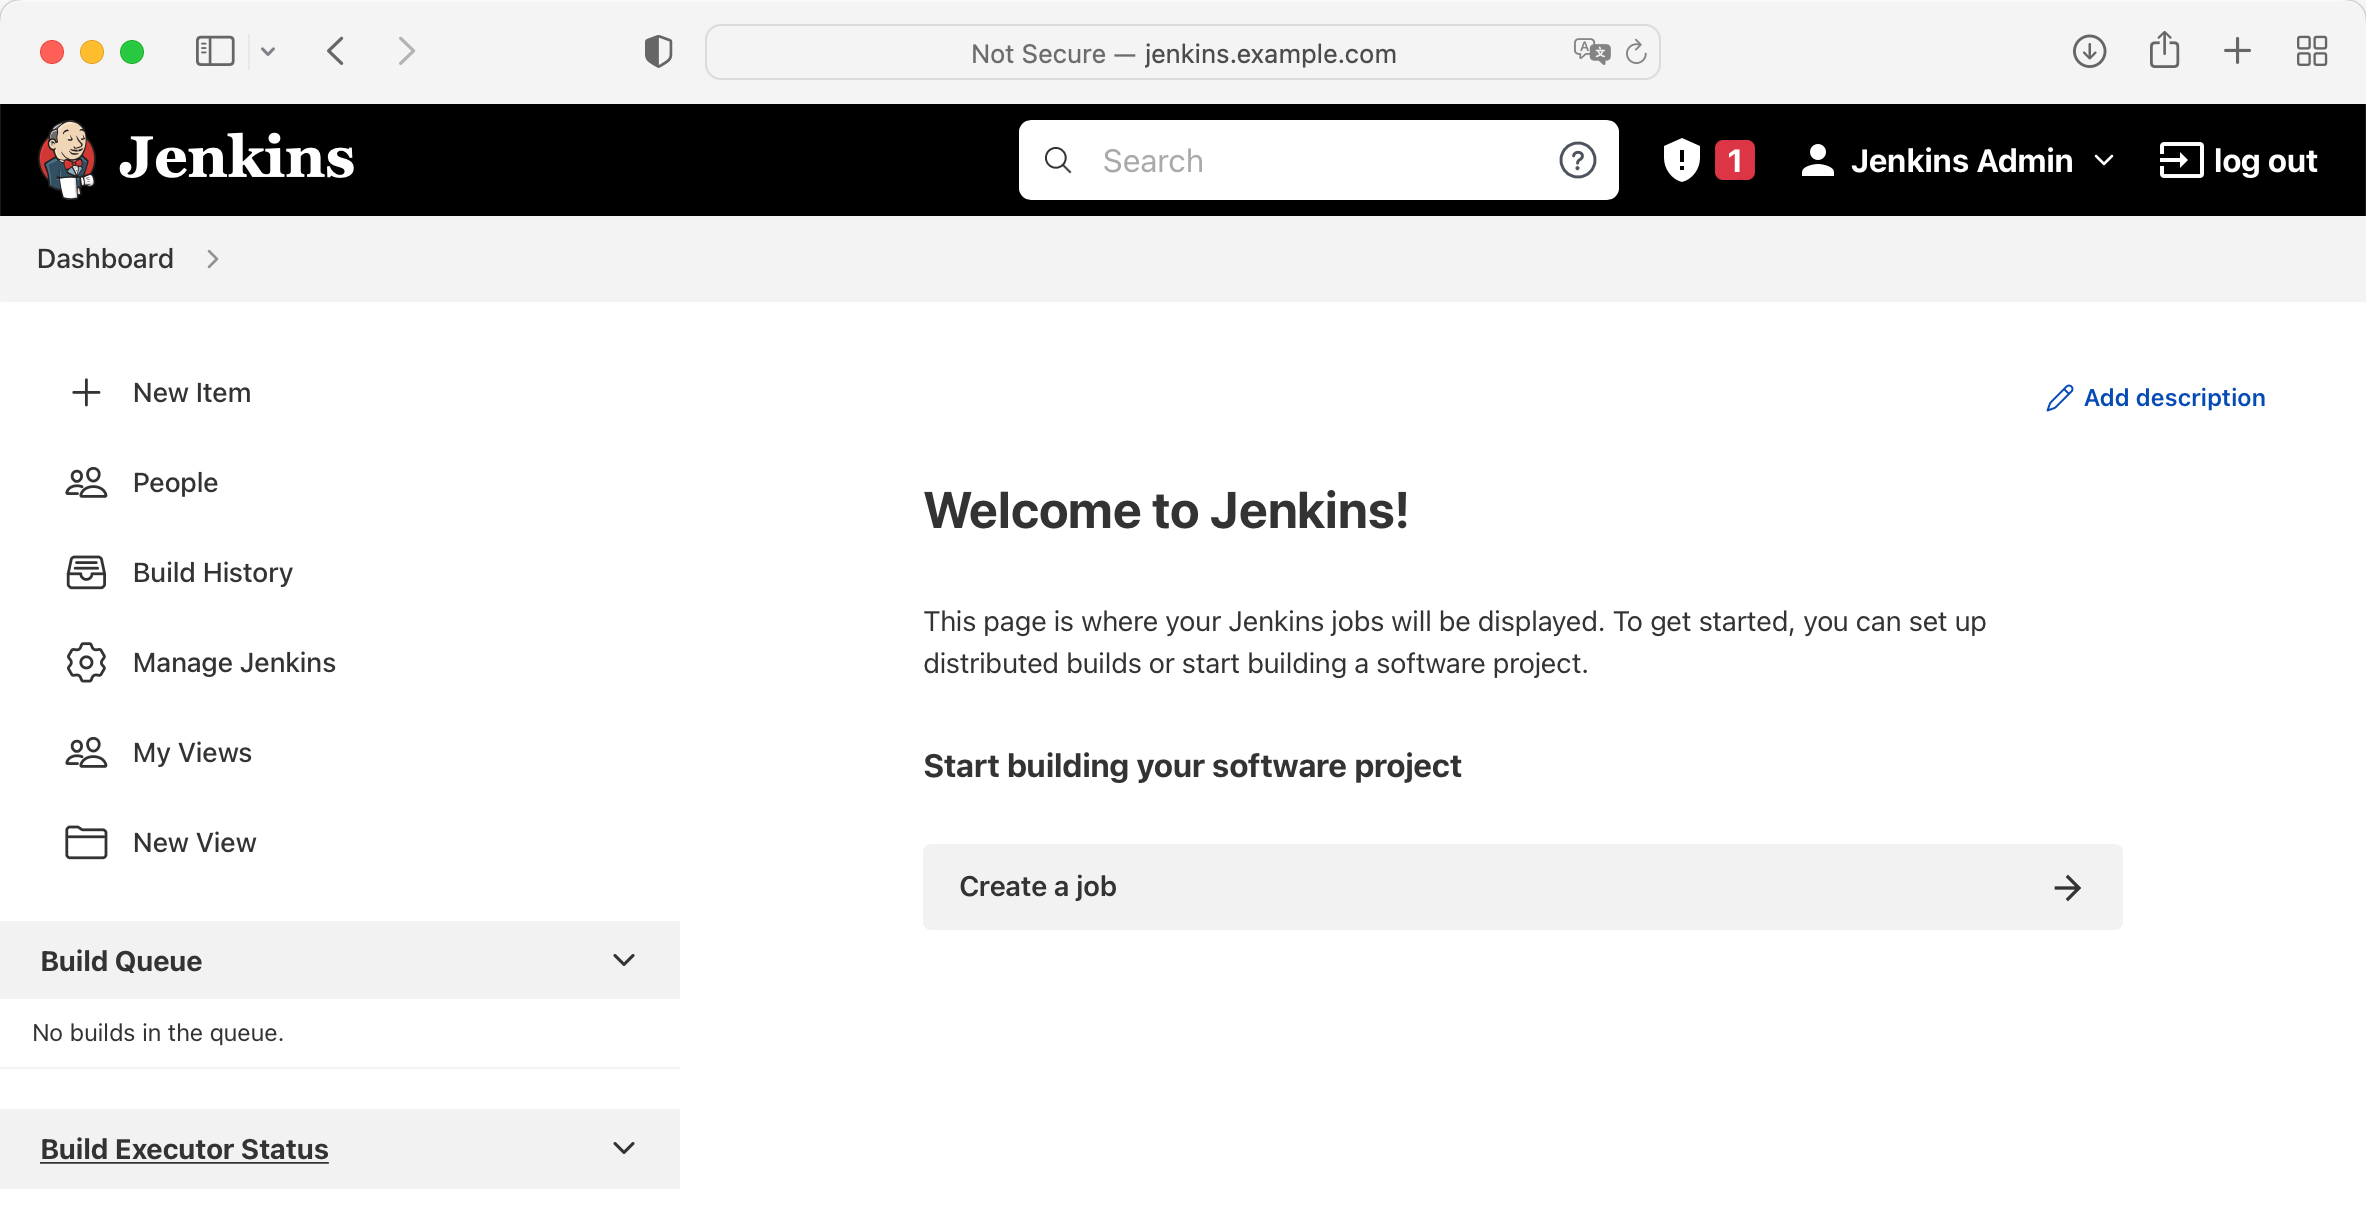 Not Secure — jenkins.example.com
Jenkins
Search
1
Jenkins Admin
log out
Dashboard
New Item
People
Build History
Manage Jenkins
My Views
New View
Build Queue
No builds in the queue.
Build Executor Status
Add description
Welcome to Jenkins!
This page is where your Jenkins jobs will be displayed. To get started, you can set up
distributed builds or start building a software project.
Start building your software project
Create a job